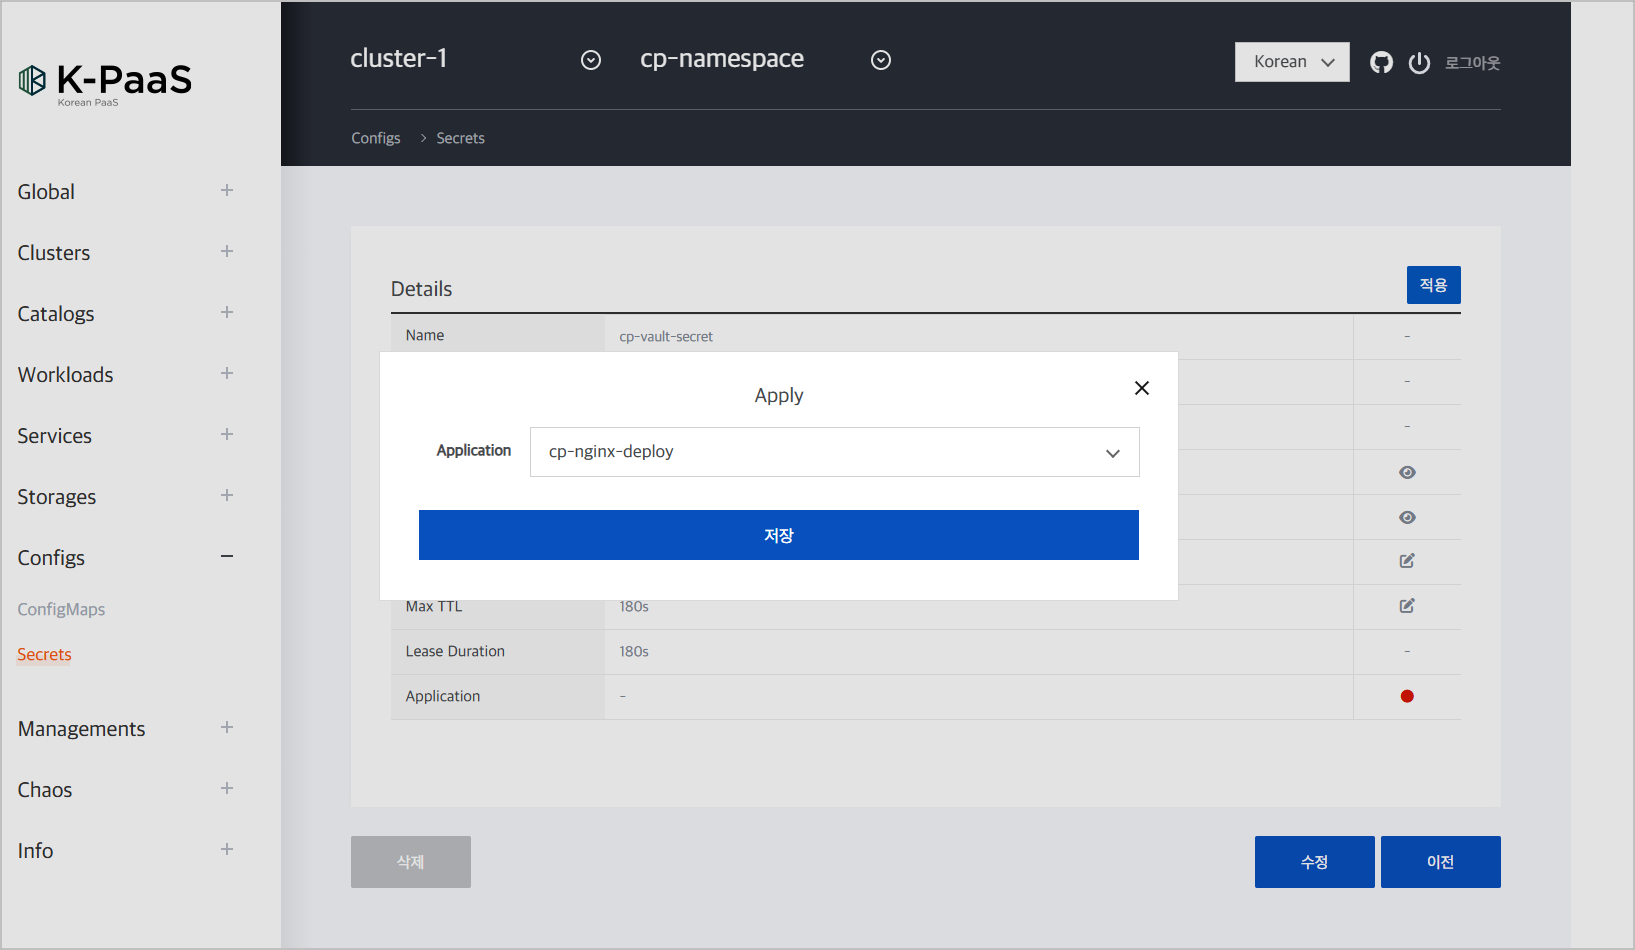 K-PaaS
Korean PaaS
cluster-1
cp-namespace
Korean
로그아웃
Configs > Secrets
Global +
Clusters +
Catalogs +
Workloads +
Services +
Storages +
Configs −
ConfigMaps
Secrets
Managements +
Chaos +
Info +
Details
적용
Name cp-vault-secret -
-
-
Apply
Application cp-nginx-deploy
저장
Max TTL 180s
Lease Duration 180s -
Application -
삭제
수정
이전